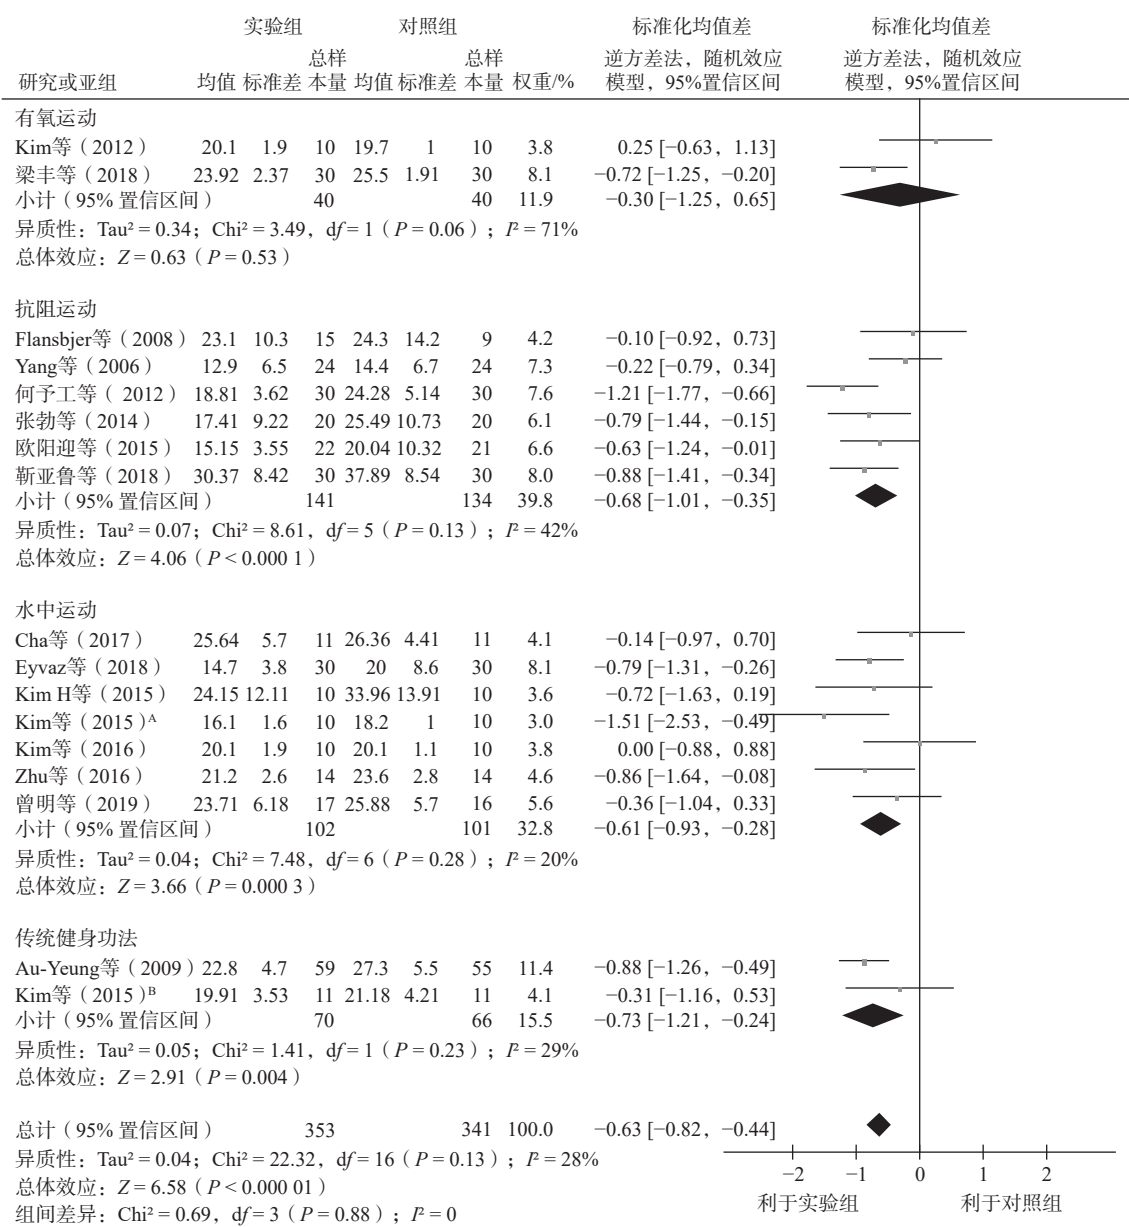 实验组 对照组 标准化均值差 标准化均值差
总样 总样 逆方差法，随机效应 逆方差法，随机效应
研究或亚组 均值 标准差 本量 均值 标准差 本量 权重/% 模型，95%置信区间 模型，95%置信区间
有氧运动
Kim等（2012） 20.1 1.9 10 19.7 1 10 3.8 0.25 [−0.63，1.13]
梁丰等（2018） 23.92 2.37 30 25.5 1.91 30 8.1 −0.72 [−1.25，−0.20]
小计（95% 置信区间） 40 40 11.9 −0.30 [−1.25，0.65]
异质性：Tau² = 0.34；Chi² = 3.49，df = 1（P = 0.06）；I² = 71%
总体效应：Z = 0.63（P = 0.53）
抗阻运动
Flansbjer等（2008） 23.1 10.3 15 24.3 14.2 9 4.2 −0.10 [−0.92，0.73]
Yang等（2006） 12.9 6.5 24 14.4 6.7 24 7.3 −0.22 [−0.79，0.34]
何予工等（2012） 18.81 3.62 30 24.28 5.14 30 7.6 −1.21 [−1.77，−0.66]
张勃等（2014） 17.41 9.22 20 25.49 10.73 20 6.1 −0.79 [−1.44，−0.15]
欧阳迎等（2015） 15.15 3.55 22 20.04 10.32 21 6.6 −0.63 [−1.24，−0.01]
靳亚鲁等（2018） 30.37 8.42 30 37.89 8.54 30 8.0 −0.88 [−1.41，−0.34]
小计（95% 置信区间） 141 134 39.8 −0.68 [−1.01，−0.35]
异质性：Tau² = 0.07；Chi² = 8.61，df = 5（P = 0.13）；I² = 42%
总体效应：Z = 4.06（P < 0.000 1）
水中运动
Cha等（2017） 25.64 5.7 11 26.36 4.41 11 4.1 −0.14 [−0.97，0.70]
Eyvaz等（2018） 14.7 3.8 30 20 8.6 30 8.1 −0.79 [−1.31，−0.26]
Kim H等（2015） 24.15 12.11 10 33.96 13.91 10 3.6 −0.72 [−1.63，0.19]
Kim等（2015）ᴬ 16.1 1.6 10 18.2 1 10 3.0 −1.51 [−2.53，−0.49]
Kim等（2016） 20.1 1.9 10 20.1 1.1 10 3.8 0.00 [−0.88，0.88]
Zhu等（2016） 21.2 2.6 14 23.6 2.8 14 4.6 −0.86 [−1.64，−0.08]
曾明等（2019） 23.71 6.18 17 25.88 5.7 16 5.6 −0.36 [−1.04，0.33]
小计（95% 置信区间） 102 101 32.8 −0.61 [−0.93，−0.28]
异质性：Tau² = 0.04；Chi² = 7.48，df = 6（P = 0.28）；I² = 20%
总体效应：Z = 3.66（P = 0.000 3）
传统健身功法
Au-Yeung等（2009） 22.8 4.7 59 27.3 5.5 55 11.4 −0.88 [−1.26，−0.49]
Kim等（2015）ᴮ 19.91 3.53 11 21.18 4.21 11 4.1 −0.31 [−1.16，0.53]
小计（95% 置信区间） 70 66 15.5 −0.73 [−1.21，−0.24]
异质性：Tau² = 0.05；Chi² = 1.41，df = 1（P = 0.23）；I² = 29%
总体效应：Z = 2.91（P = 0.004）
总计（95% 置信区间） 353 341 100.0 −0.63 [−0.82，−0.44]
异质性：Tau² = 0.04；Chi² = 22.32，df = 16（P = 0.13）；I² = 28%
−2 −1 0 1 2
总体效应：Z = 6.58（P < 0.000 01） 利于实验组 利于对照组
组间差异：Chi² = 0.69，df = 3（P = 0.88）；I² = 0